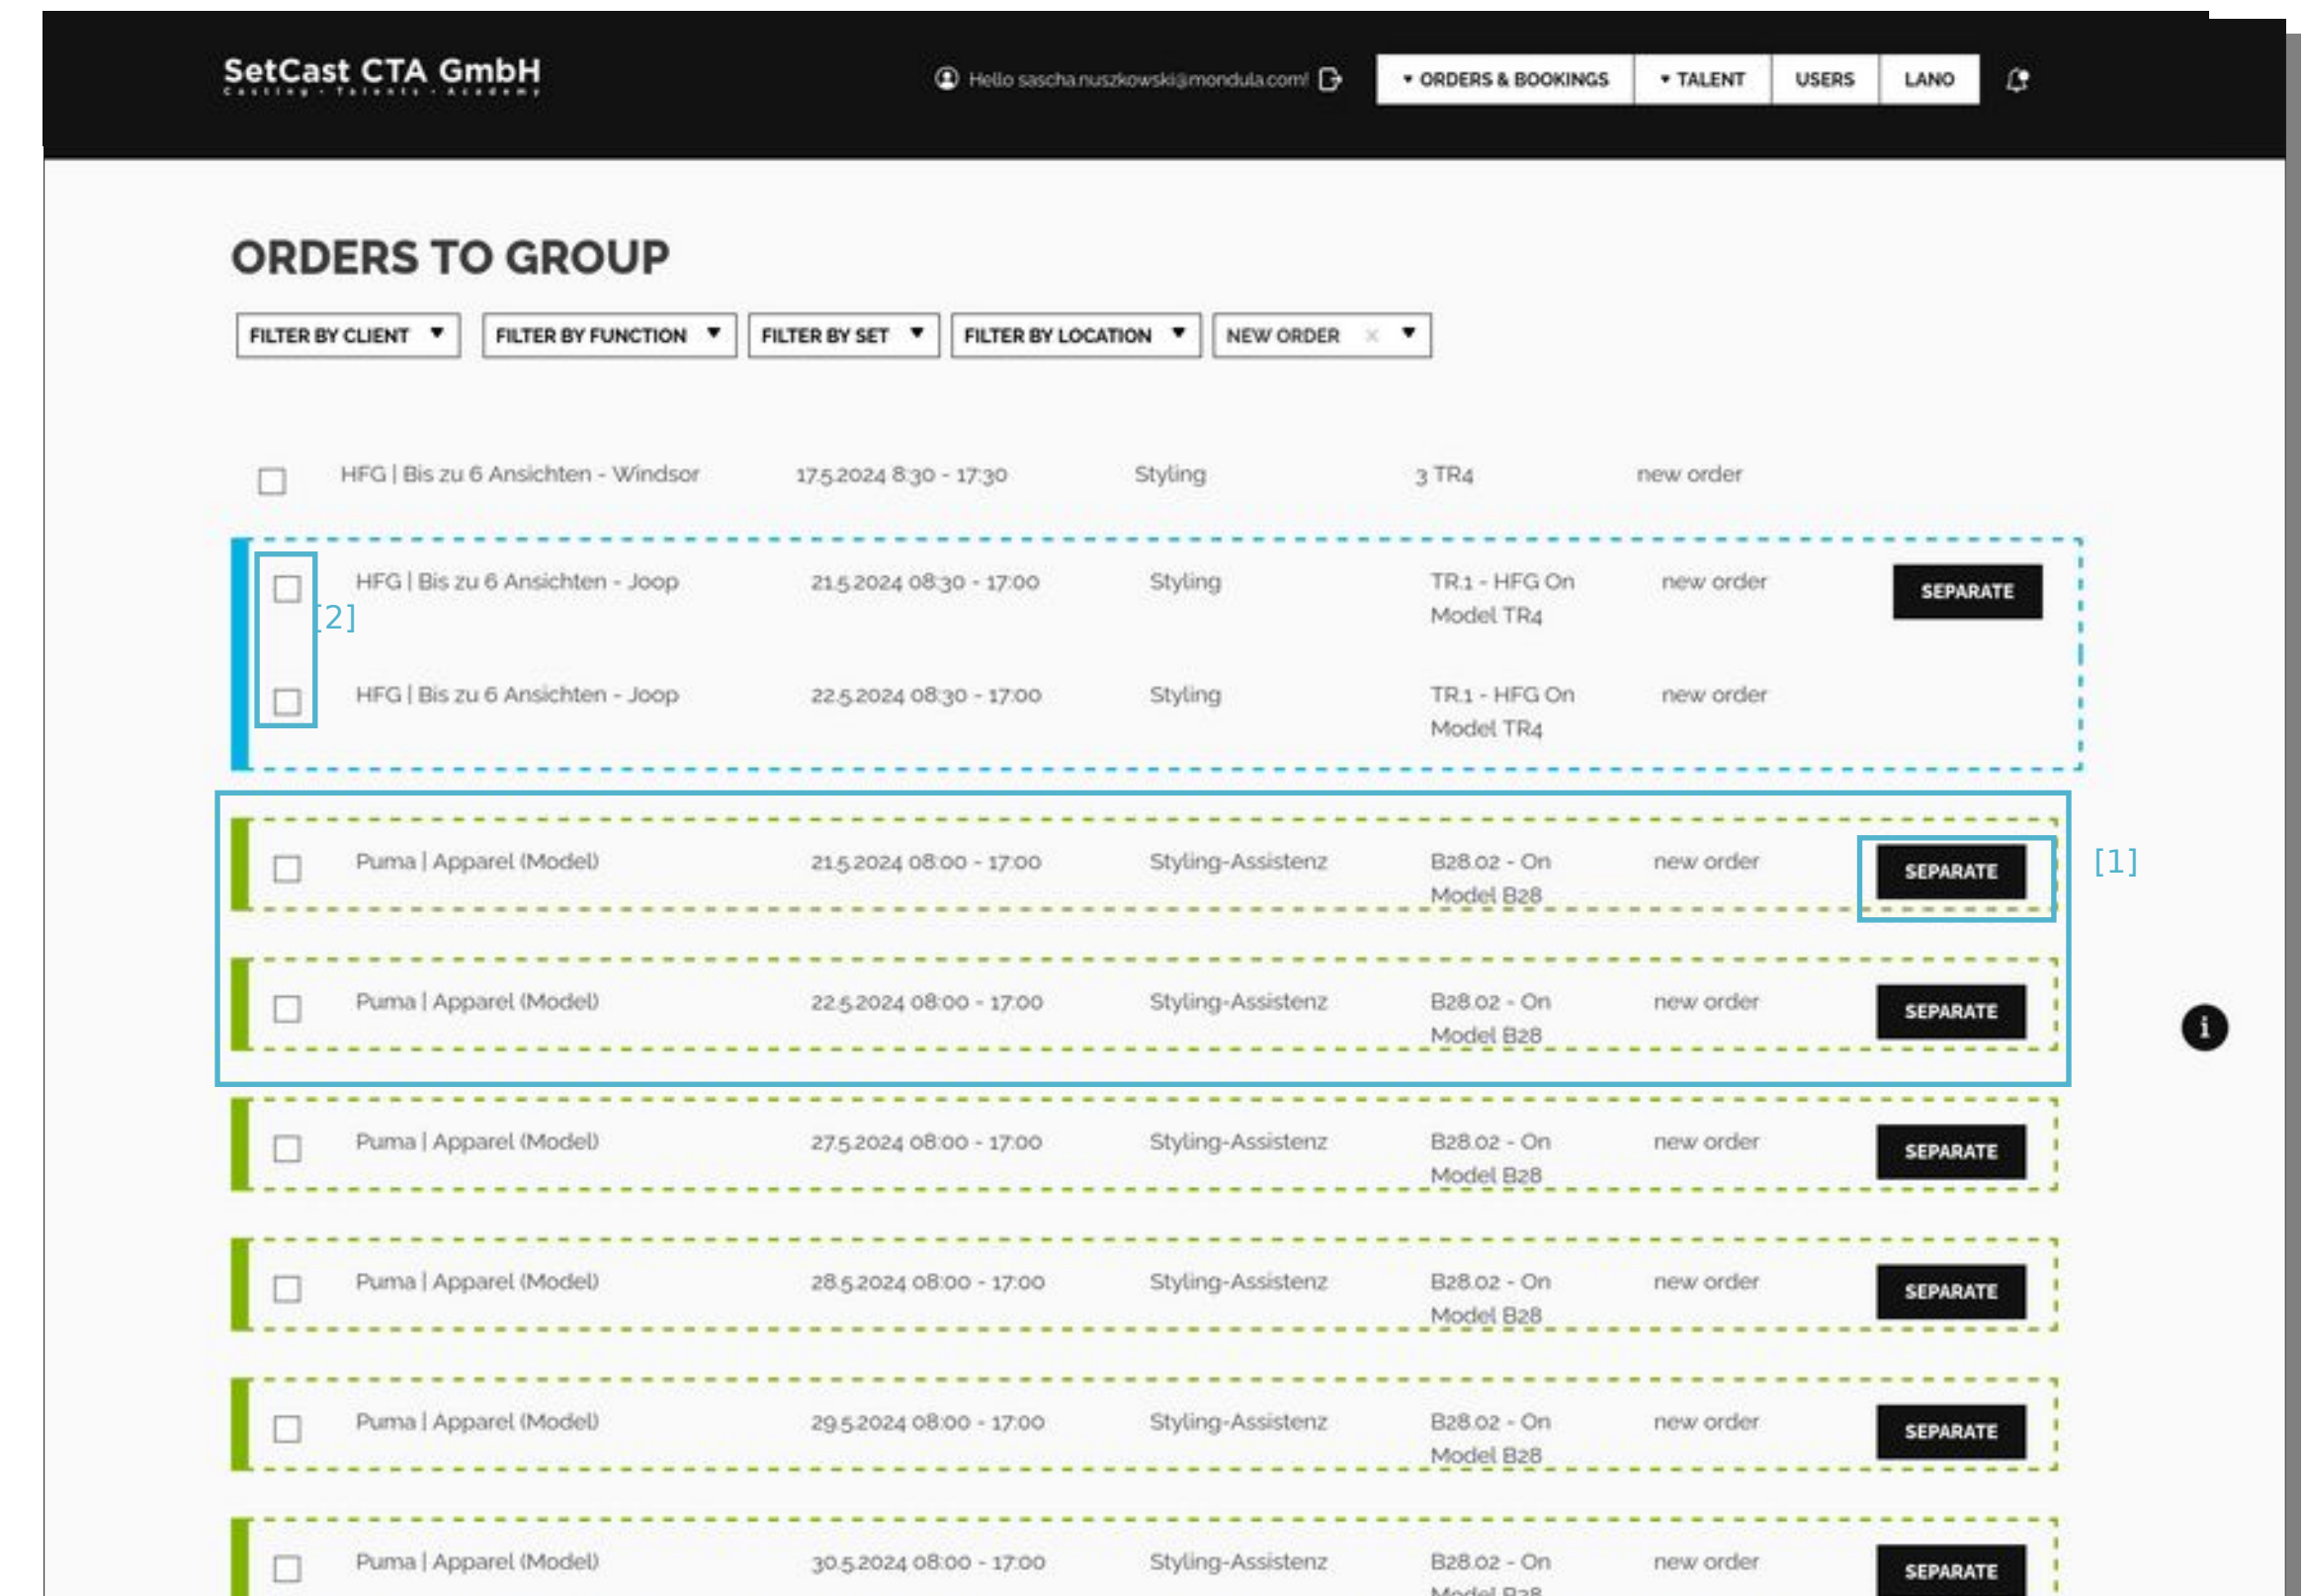 SetCast CTA GmbH
Casting · Talents · Academy
Hello sascha.nuszkowski@mondula.com!
▾ ORDERS & BOOKINGS
▾ TALENT
USERS
LANO
ORDERS TO GROUP
FILTER BY CLIENT ▼
FILTER BY FUNCTION ▼
FILTER BY SET ▼
FILTER BY LOCATION ▼
NEW ORDER × ▼
HFG | Bis zu 6 Ansichten - Windsor 17.5.2024 8:30 - 17:30 Styling 3 TR4 new order
HFG | Bis zu 6 Ansichten - Joop 21.5.2024 08:30 - 17:00 Styling TR.1 - HFG On new order SEPARATE
[2]
Model TR4
HFG | Bis zu 6 Ansichten - Joop 22.5.2024 08:30 - 17:00 Styling TR.1 - HFG On new order
Model TR4
Puma | Apparel (Model) 21.5.2024 08:00 - 17:00 Styling-Assistenz B28.02 - On new order SEPARATE [1]
Model B28
Puma | Apparel (Model) 22.5.2024 08:00 - 17:00 Styling-Assistenz B28.02 - On new order SEPARATE
Model B28
i
Puma | Apparel (Model) 27.5.2024 08:00 - 17:00 Styling-Assistenz B28.02 - On new order SEPARATE
Model B28
Puma | Apparel (Model) 28.5.2024 08:00 - 17:00 Styling-Assistenz B28.02 - On new order SEPARATE
Model B28
Puma | Apparel (Model) 29.5.2024 08:00 - 17:00 Styling-Assistenz B28.02 - On new order SEPARATE
Model B28
Puma | Apparel (Model) 30.5.2024 08:00 - 17:00 Styling-Assistenz B28.02 - On new order SEPARATE
Model B28